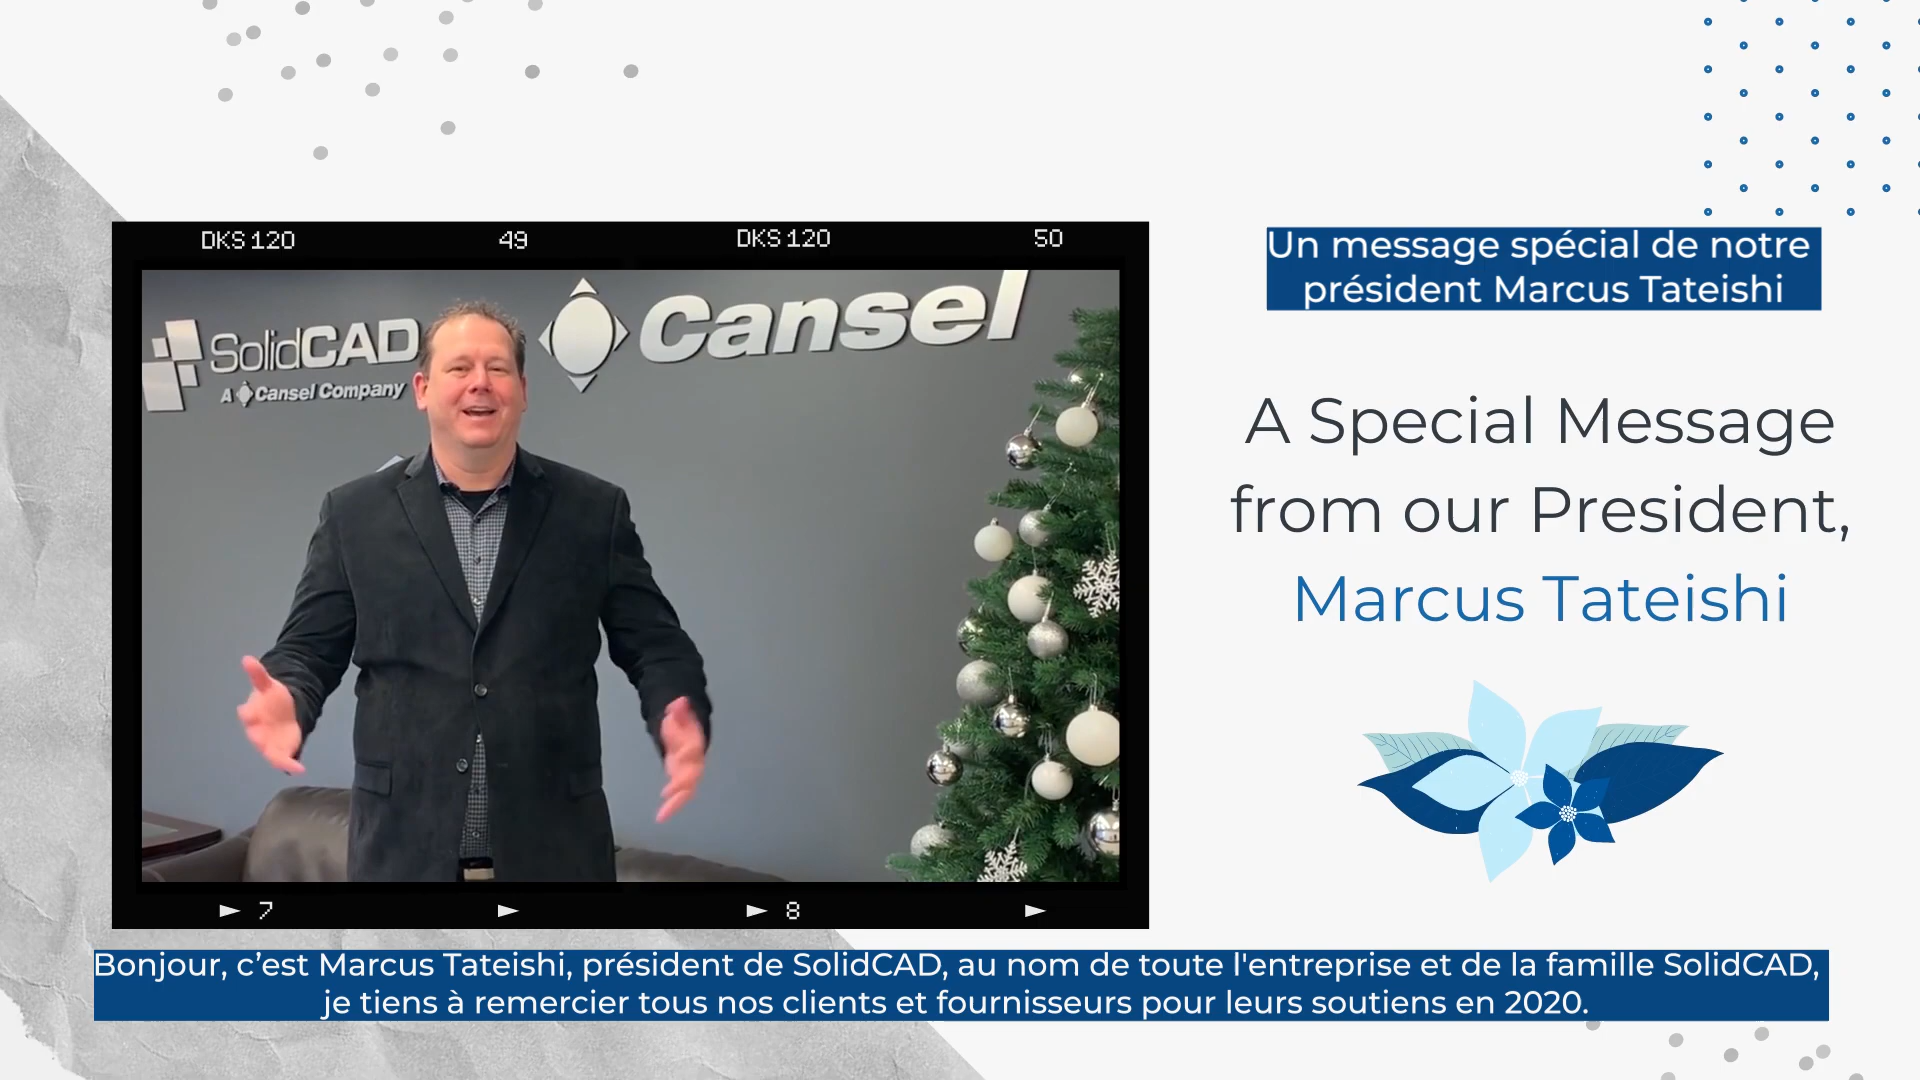 DKS 120 49 DKS 120 50
SolidCAD
A Cansel Company
Cansel
7 8
Un message spécial de notre
président Marcus Tateishi
A Special Message
from our President,
Marcus Tateishi
Bonjour, c’est Marcus Tateishi, président de SolidCAD, au nom de toute l'entreprise et de la famille SolidCAD,
je tiens à remercier tous nos clients et fournisseurs pour leurs soutiens en 2020.